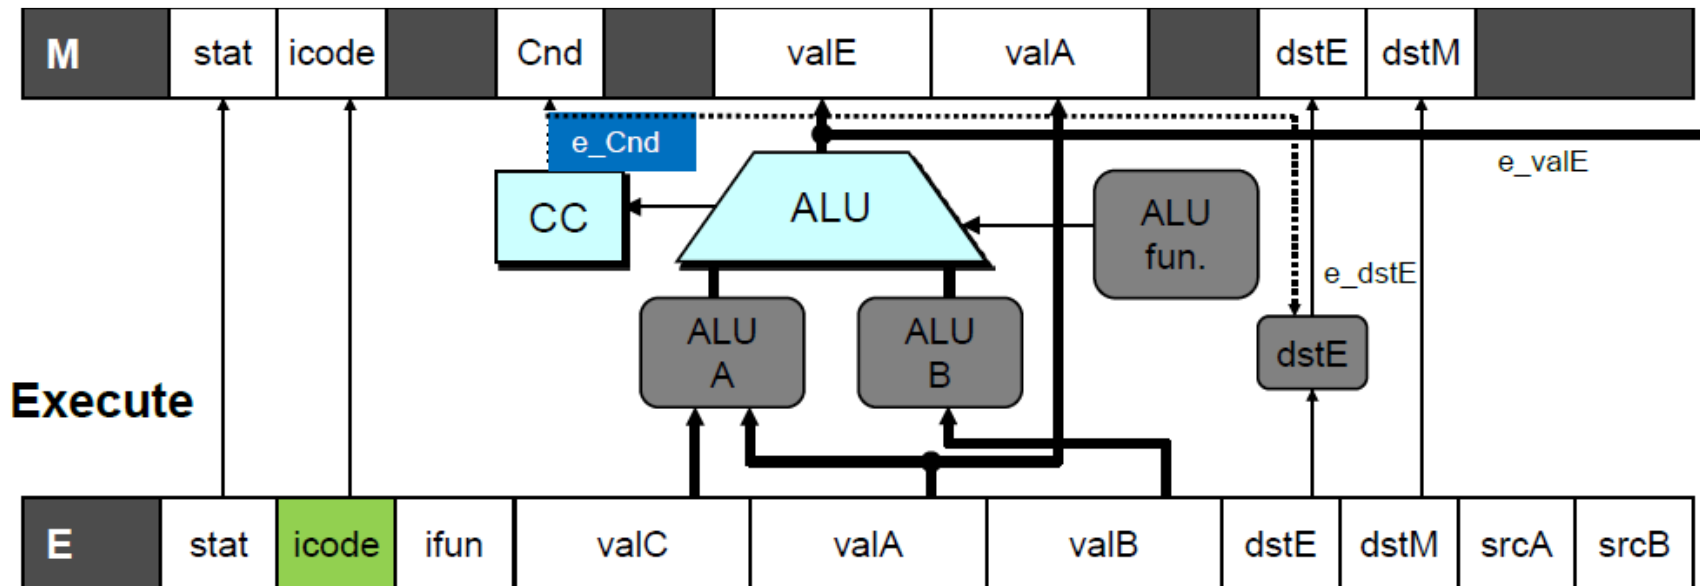 M stat icode Cnd valE valA dstE dstM
e_Cnd
e_valE
CC
ALU
ALU
fun.
e_dstE
ALU
A
ALU
B
dstE
Execute
E stat icode ifun valC valA valB dstE dstM srcA srcB